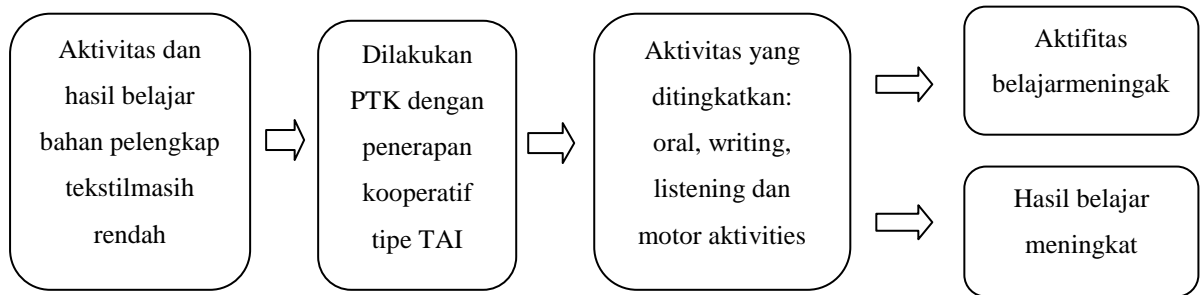 Aktivitas dan
hasil belajar
bahan pelengkap
tekstilmasih
rendah
Dilakukan
PTK dengan
penerapan
kooperatif
tipe TAI
Aktivitas yang
ditingkatkan:
oral, writing,
listening dan
motor aktivities
Aktifitas
belajarmeningak
Hasil belajar
meningkat